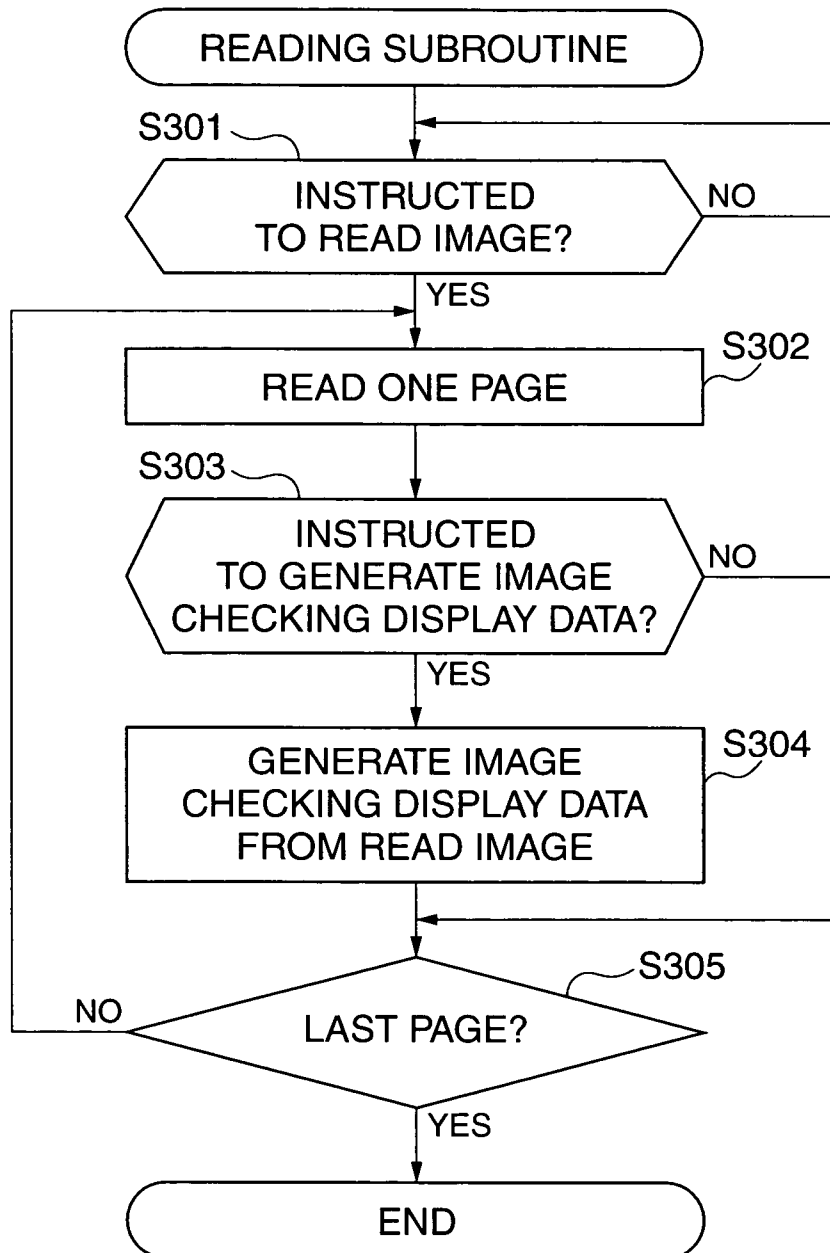 READING SUBROUTINE
S301
INSTRUCTED
TO READ IMAGE?
NO
YES
S302
READ ONE PAGE
S303
INSTRUCTED
TO GENERATE IMAGE
CHECKING DISPLAY DATA?
NO
YES
S304
GENERATE IMAGE
CHECKING DISPLAY DATA
FROM READ IMAGE
S305
NO
LAST PAGE?
YES
END